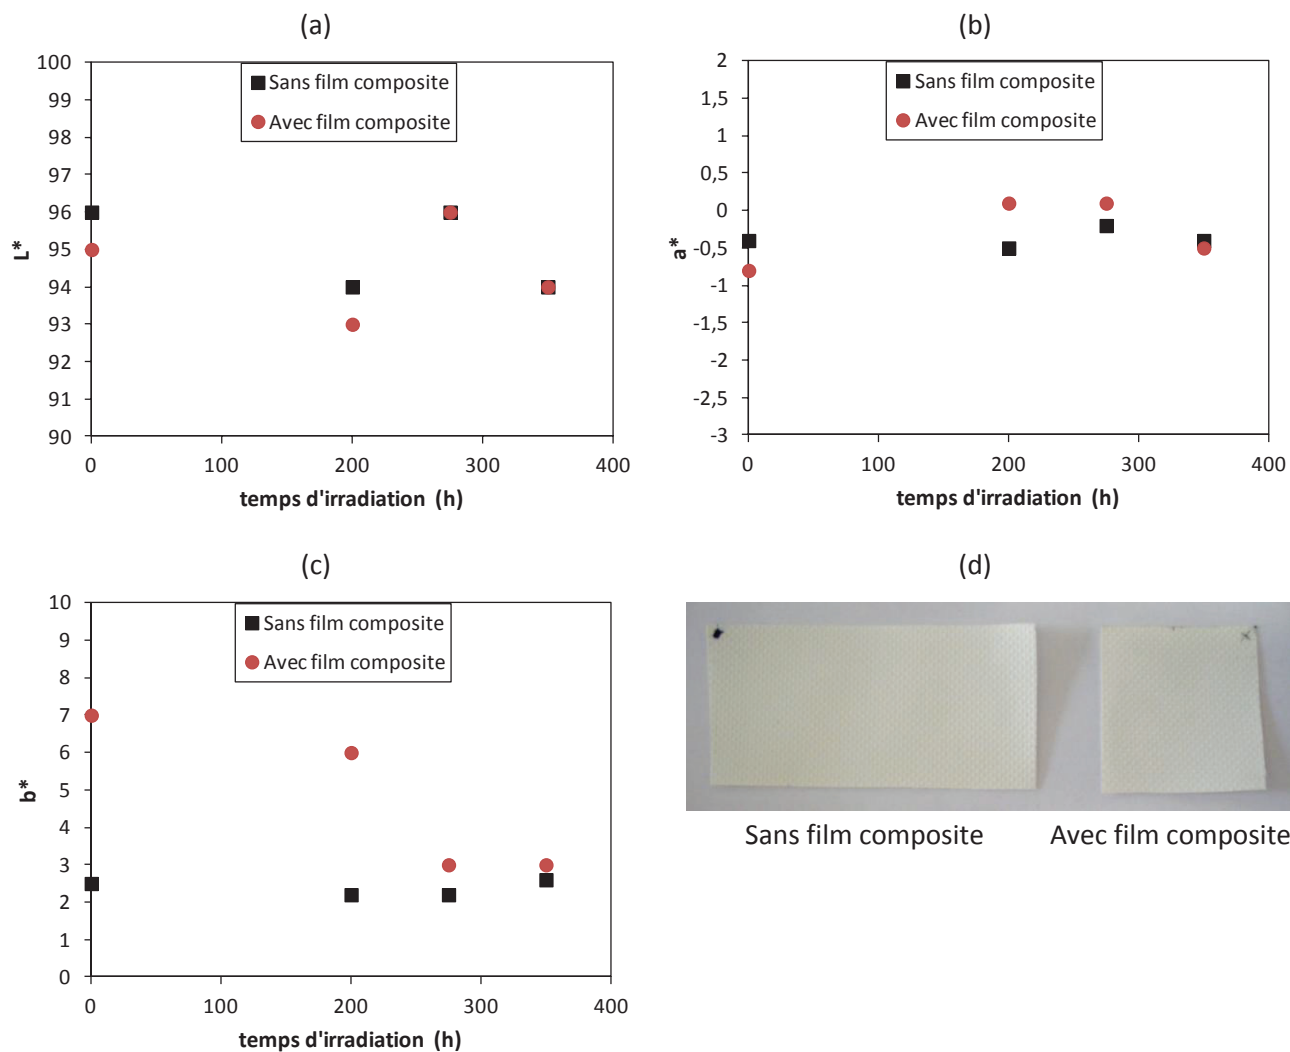 (a)
100
99
98
97
96
95
94
93
92
91
90
L*
Sans film composite
Avec film composite
0
100
200
300
400
temps d'irradiation (h)
(b)
2
1,5
1
0,5
0
-0,5
-1
-1,5
-2
-2,5
-3
a*
Sans film composite
Avec film composite
0
100
200
300
400
temps d'irradiation (h)
(c)
10
9
8
7
6
5
4
3
2
1
0
b*
Sans film composite
Avec film composite
0
100
200
300
400
temps d'irradiation (h)
(d)
Sans film composite
Avec film composite